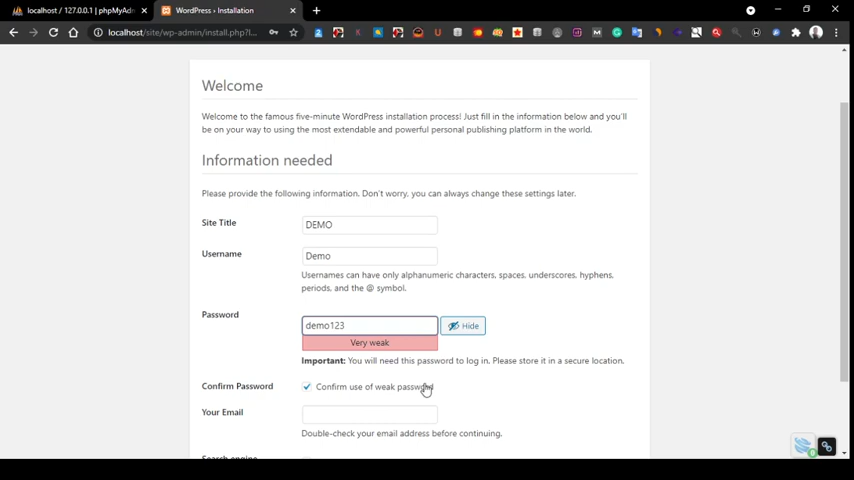 localhost / 127.0.0.1 | phpMyAdm
WordPress › Installation
localhost/site/wp-admin/install.php?l...
Welcome
Welcome to the famous five-minute WordPress installation process! Just fill in the information below and you'll
be on your way to using the most extendable and powerful personal publishing platform in the world.
Information needed
Please provide the following information. Don't worry, you can always change these settings later.
Site Title
DEMO
Username
Demo
Usernames can have only alphanumeric characters, spaces, underscores, hyphens,
periods, and the @ symbol.
Password
demo123
Hide
Very weak
Important: You will need this password to log in. Please store it in a secure location.
Confirm Password
Confirm use of weak password
Your Email
Double-check your email address before continuing.
Search engine